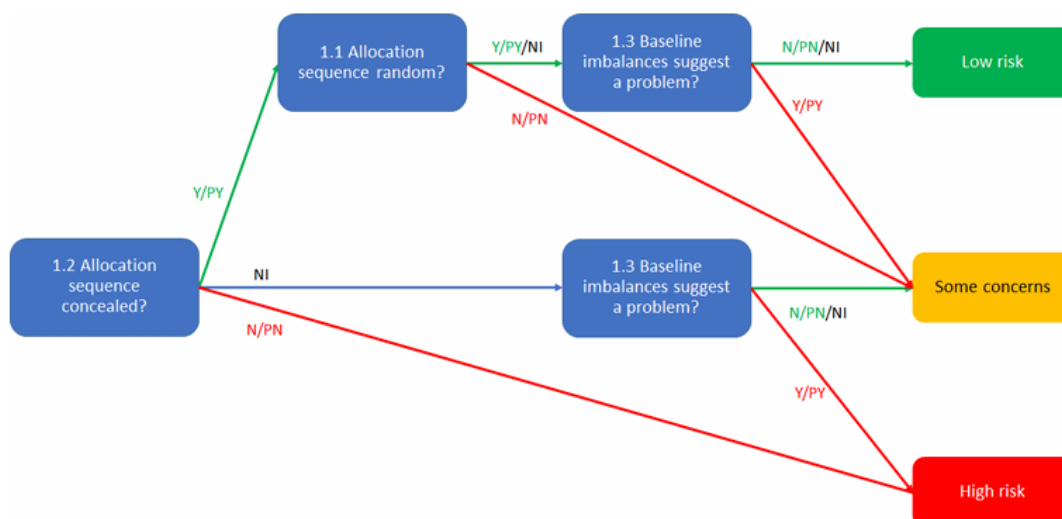 1.1 Allocation
sequence random?
Y/PY/NI
1.3 Baseline
imbalances suggest
a problem?
N/PN/NI
Low risk
N/PN
Y/PY
Y/PY
1.2 Allocation
sequence
concealed?
NI
N/PN
1.3 Baseline
imbalances suggest
a problem?
N/PN/NI
Some concerns
Y/PY
High risk